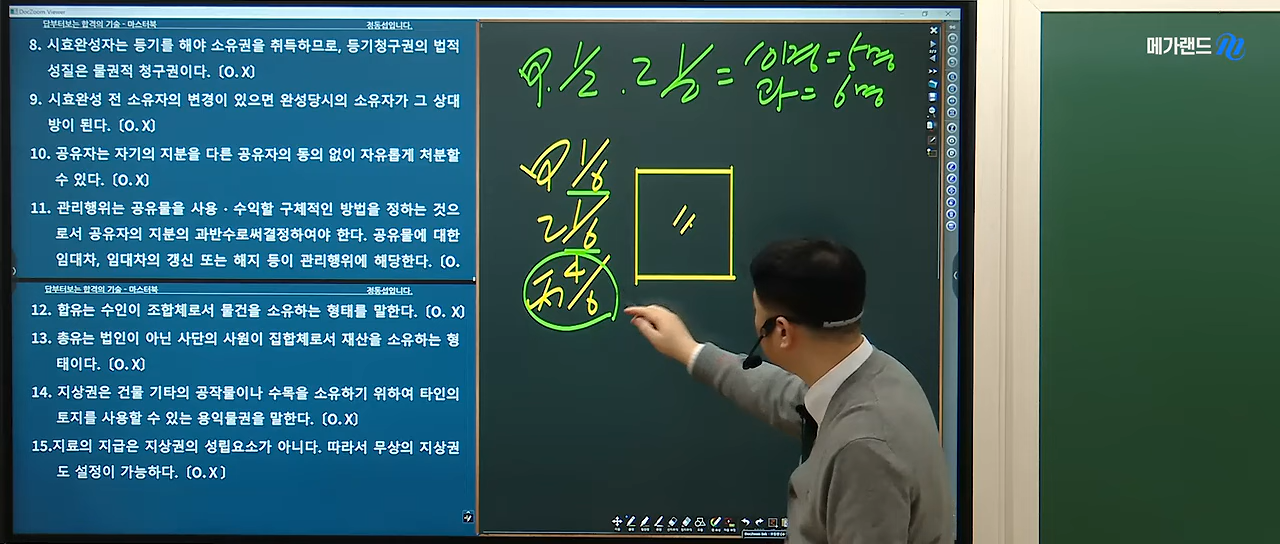 DocZoom Viewer
단부터보는 합격의 기술 - 마스터북
정동섭입니다.
8. 시효완성자는 등기를 해야 소유권을 취득하므로, 등기청구권의 법적
성질은 물권적 청구권이다. 〔O. X〕
9. 시효완성 전 소유자의 변경이 있으면 완성당시의 소유자가 그 상대
방이 된다. 〔O. X〕
10. 공유자는 자기의 지분을 다른 공유자의 동의 없이 자유롭게 처분할
수 있다. 〔O. X〕
11. 관리행위는 공유물을 사용 · 수익할 구체적인 방법을 정하는 것으
로서 공유자의 지분의 과반수로써결정하여야 한다. 공유물에 대한
임대차, 임대차의 갱신 또는 해지 등이 관리행위에 해당한다. 〔O.
단부터보는 합격의 기술 - 마스터북
정동섭입니다.
12. 합유는 수인이 조합체로서 물건을 소유하는 형태를 말한다. 〔O. X〕
13. 총유는 법인이 아닌 사단의 사원이 집합체로서 재산을 소유하는 형
태이다. 〔O. X〕
14. 지상권은 건물 기타의 공작물이나 수목을 소유하기 위하여 타인의
토지를 사용할 수 있는 용익물권을 말한다. 〔O. X〕
15.지료의 지급은 지상권의 성립요소가 아니다. 따라서 무상의 지상권
도 설정이 가능하다. 〔O. X〕
甲 1/2 . 乙 1/6 = 10경 = 5명
과 = 6명
甲 1/6
乙 1/6
丙 4/6
메가랜드